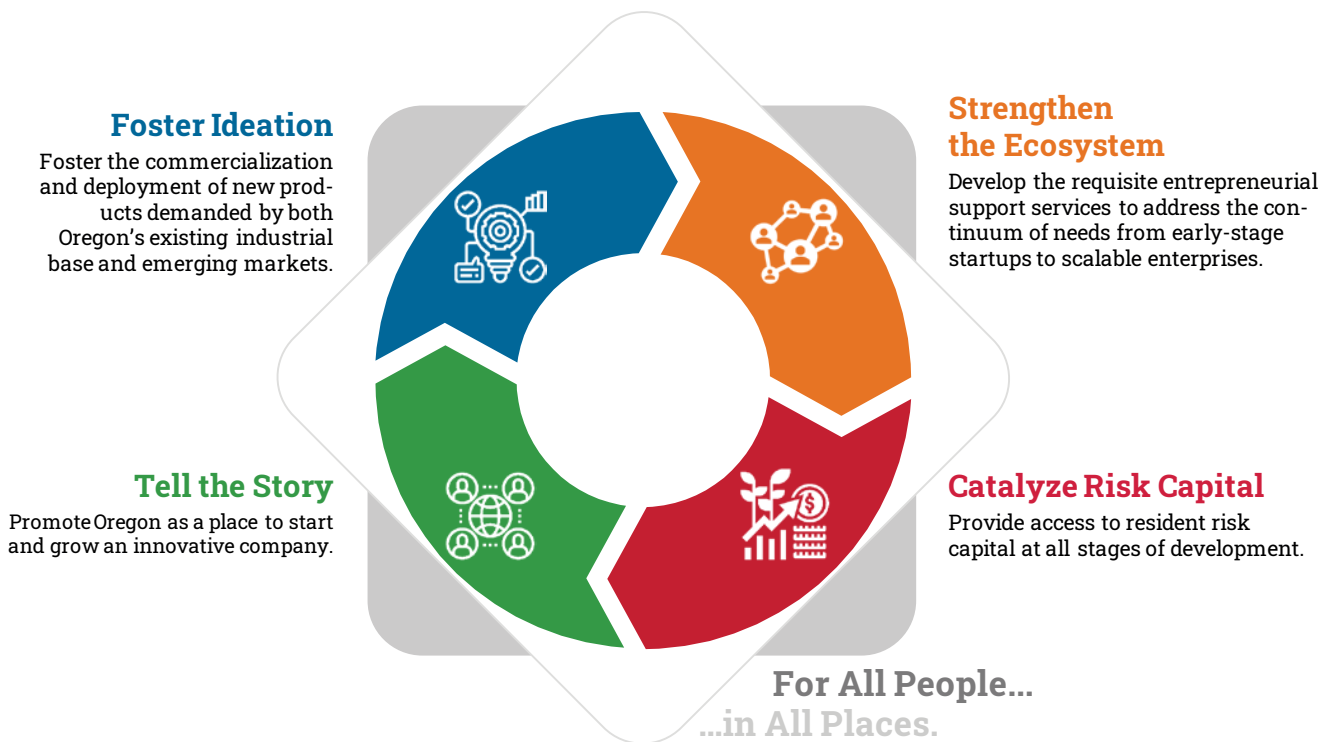 Foster Ideation
Foster the commercialization
and deployment of new prod-
ucts demanded by both
Oregon’s existing industrial
base and emerging markets.
Strengthen
the Ecosystem
Develop the requisite entrepreneurial
support services to address the con-
tinuum of needs from early-stage
startups to scalable enterprises.
Tell the Story
Promote Oregon as a place to start
and grow an innovative company.
Catalyze Risk Capital
Provide access to resident risk
capital at all stages of development.
For All People...
...in All Places.